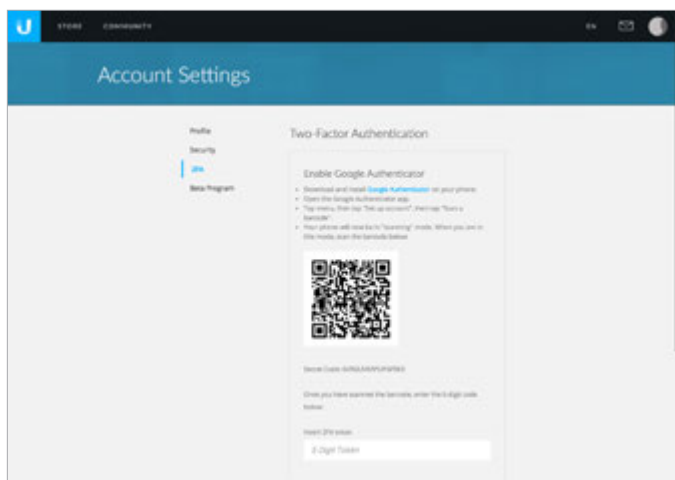 U
STORE COMMUNITY EN
Account Settings
Profile
Security
2FA
Beta Program
Two-Factor Authentication
Enable Google Authenticator
Download and install Google Authenticator on your phone.
Open the Google Authenticator app.
Tap menu, then tap "Set up account", then tap "Scan a
barcode".
Your phone will now be in "scanning" mode. When you are in
this mode, scan the barcode below:
Secret Code:
Once you have scanned the barcode, enter the 6-digit code
below:
Insert 2FA token
6-Digit Token